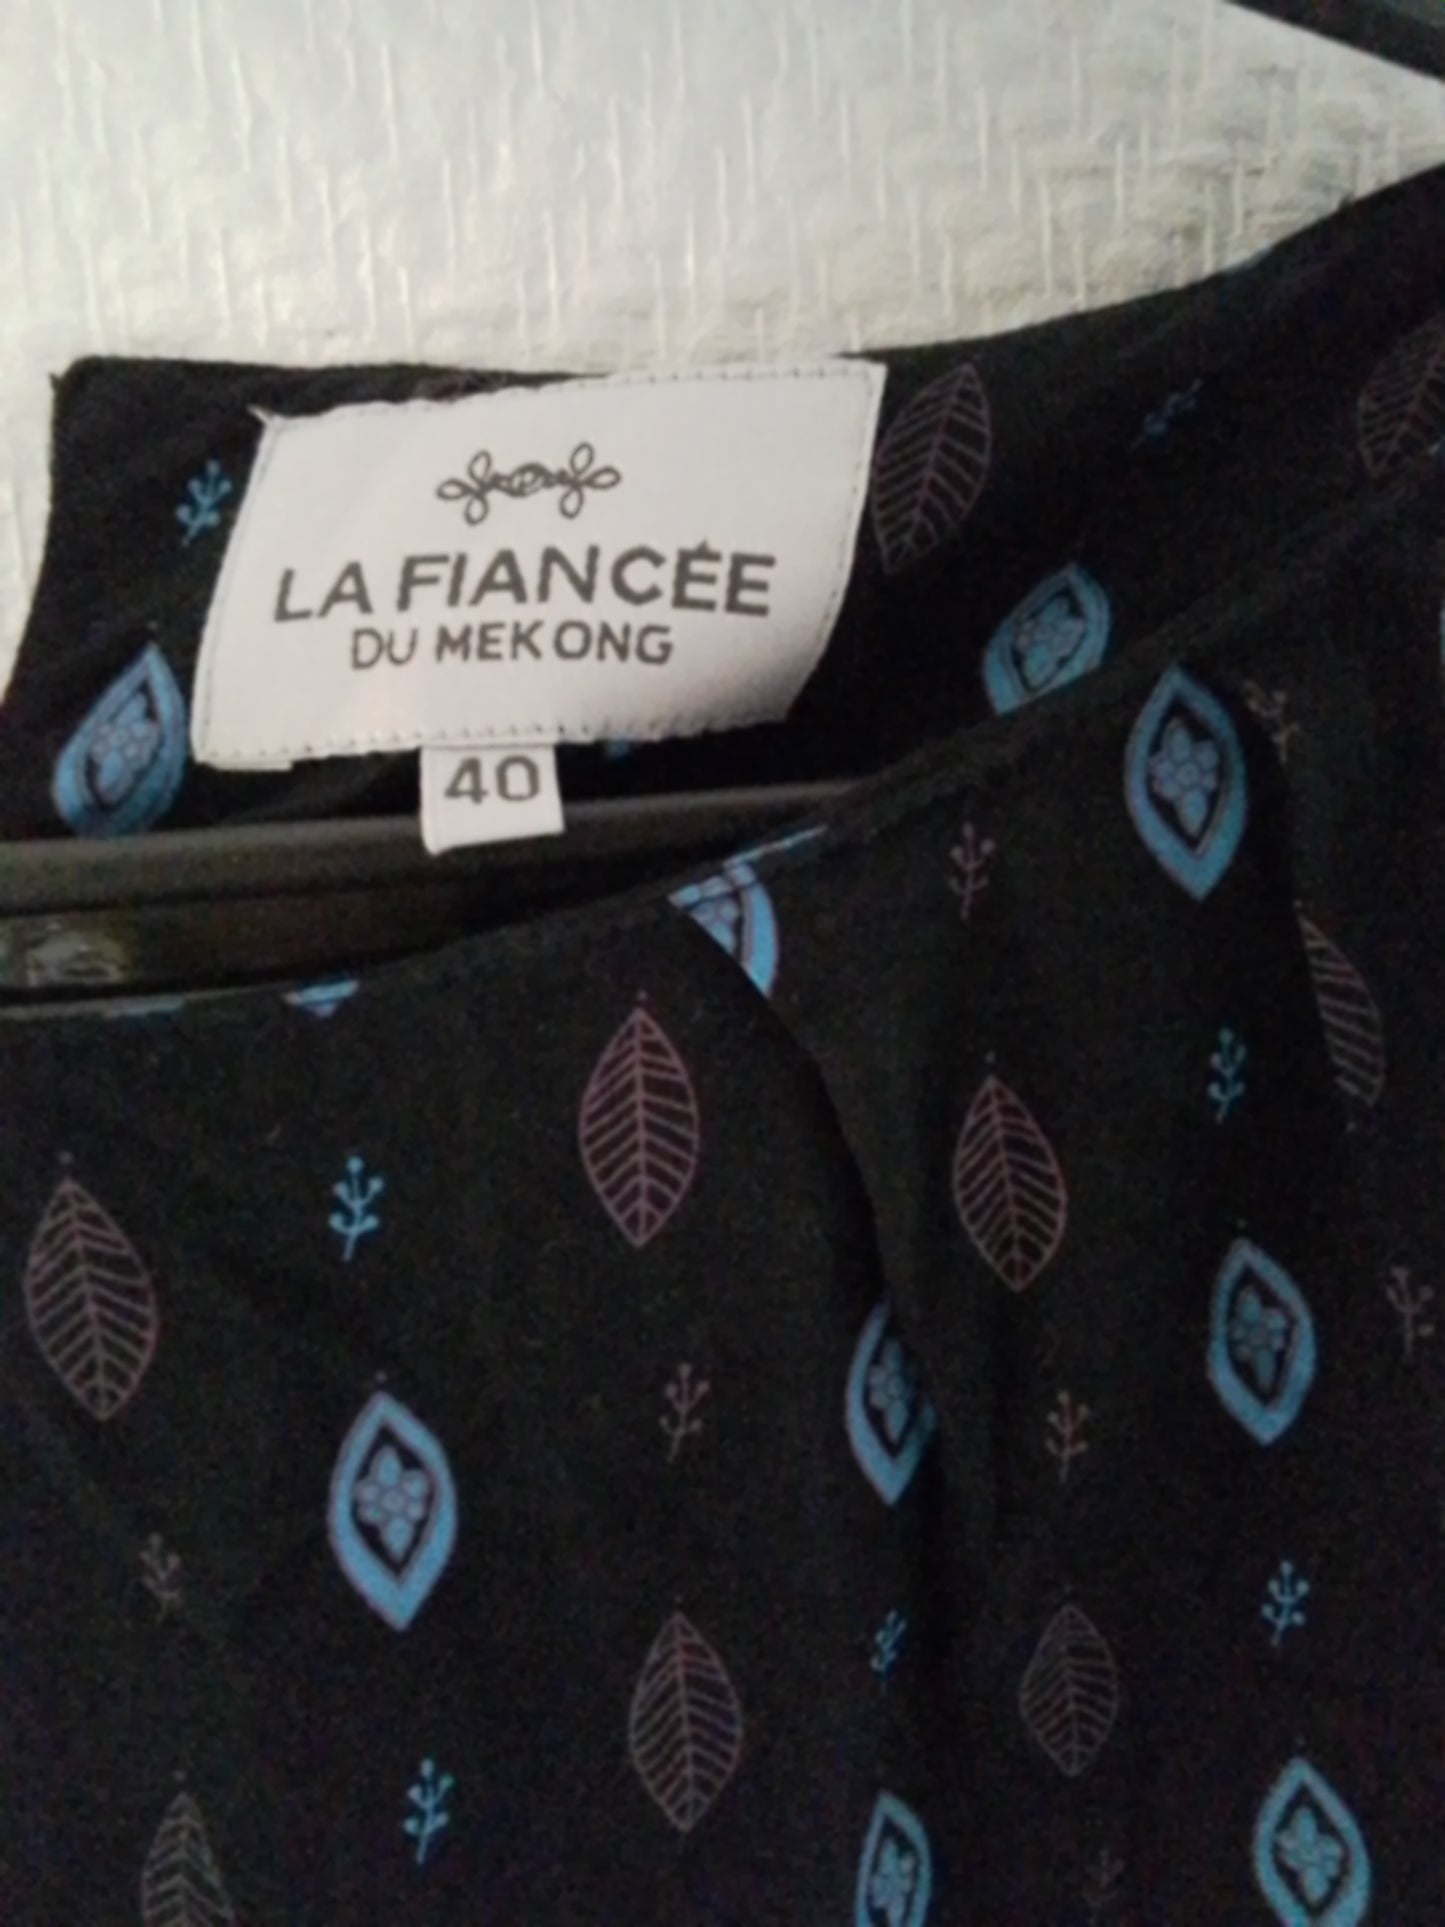 LA FIANCÉE
DU MEKONG
40